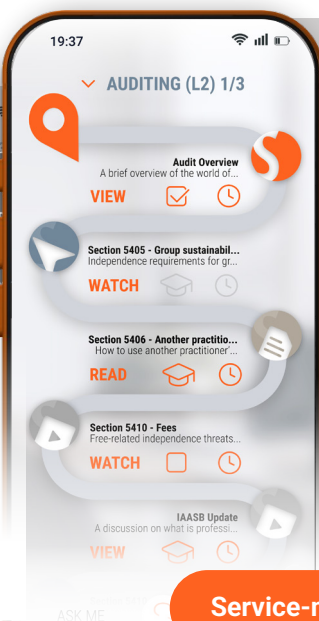 19:37
AUDITING (L2) 1/3
Audit Overview
A brief overview of the world of...
VIEW
Section 5405 - Group sustainabil...
Independence requirements for gr...
WATCH
Section 5406 - Another practitio...
How to use another practitioner'...
READ
Section 5410 - Fees
Free-related independence threats...
WATCH
IAASB Update
A discussion on what is professi...
VIEW
ASK ME
Service-